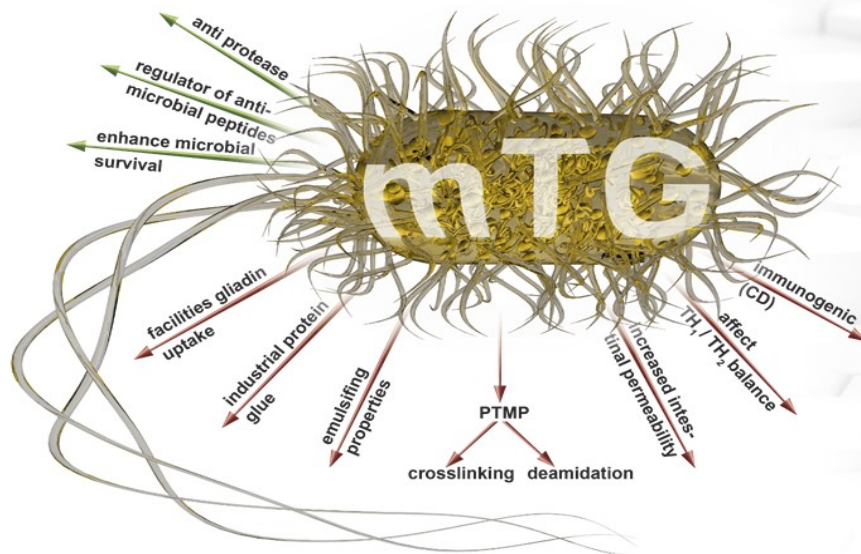 anti protease
regulator of anti-
microbial peptides
enhance microbial
survival
mTG
facilities gliadin
uptake
industrial protein
glue
emulsifing
properties
PTMP
crosslinking
deamidation
increased intes-
tinal permeability
affect
TH₁ / TH₂ balance
immunogenic
(CD)